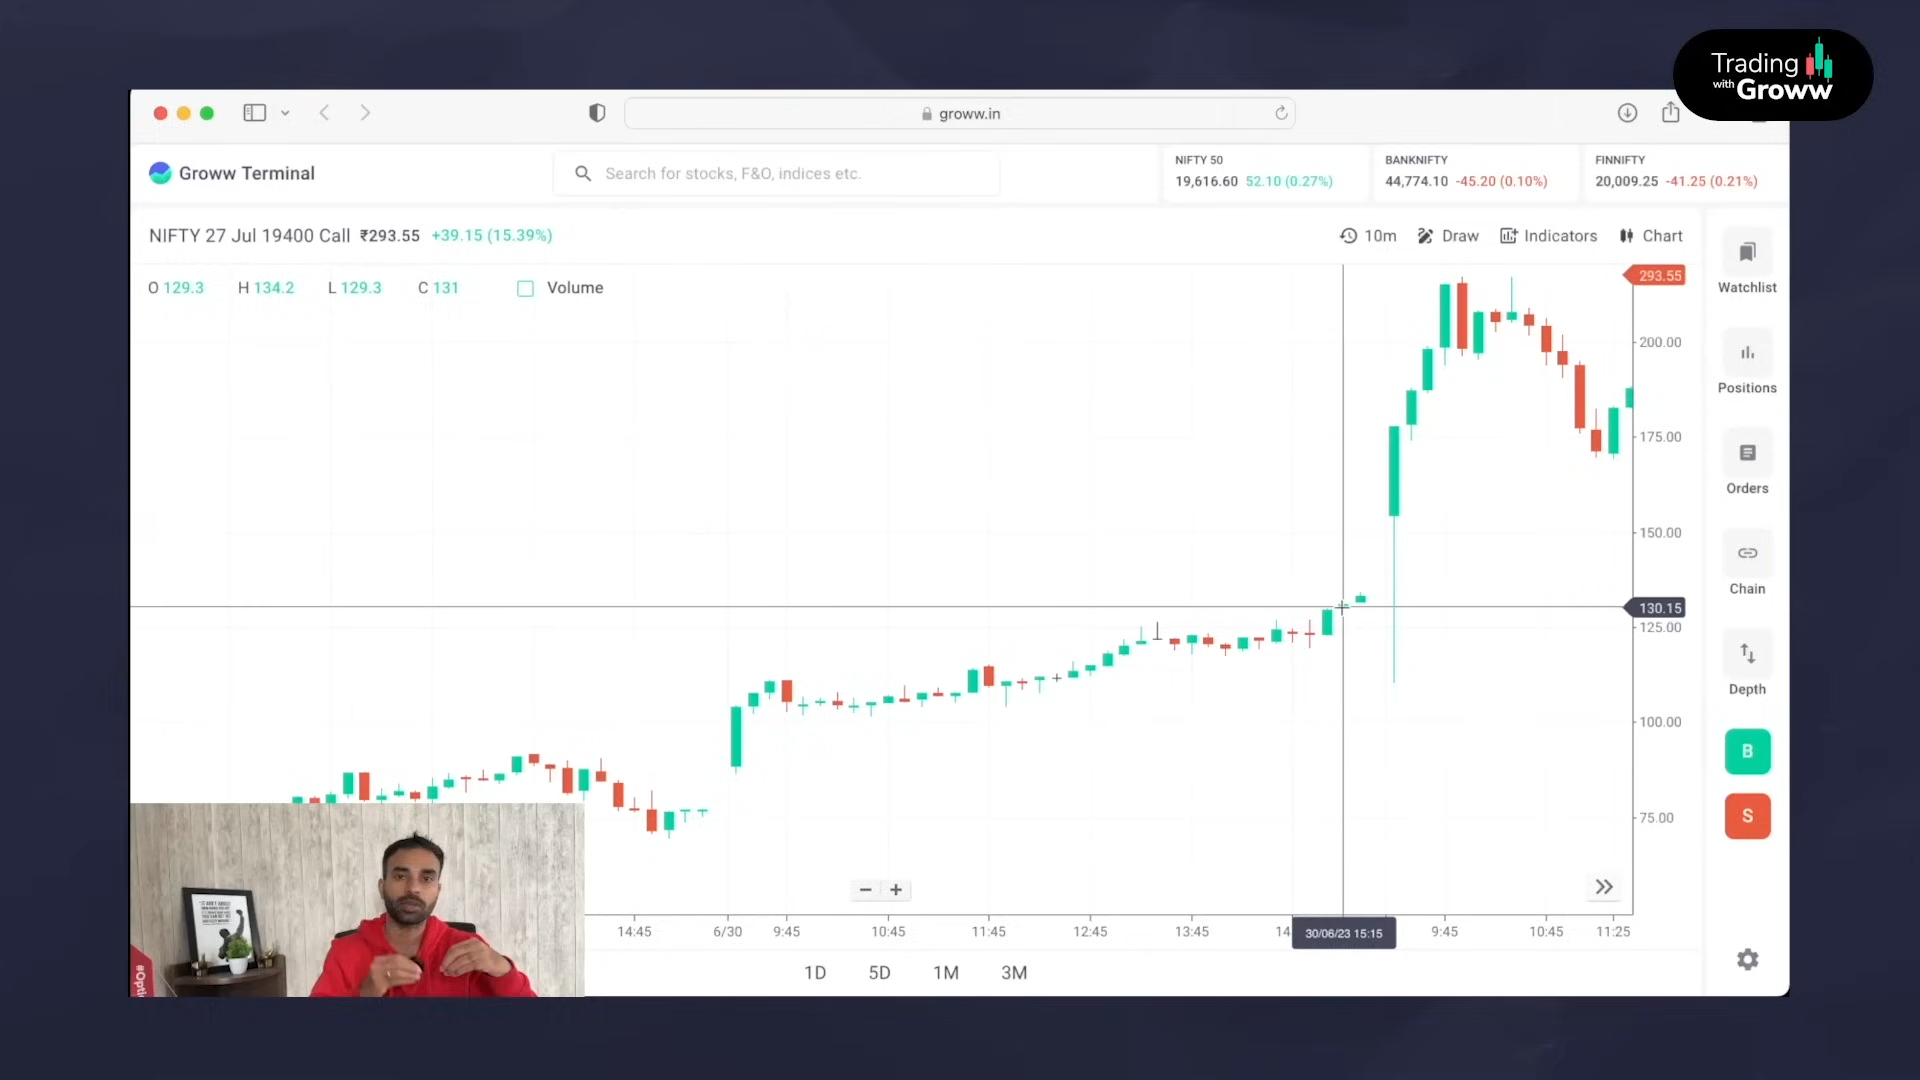 Trading
with Groww
groww.in
Groww Terminal
Search for stocks, F&O, indices etc.
NIFTY 50
19,616.60 52.10 (0.27%)
BANKNIFTY
44,774.10 -45.20 (0.10%)
FINNIFTY
20,009.25 -41.25 (0.21%)
NIFTY 27 Jul 19400 Call ₹293.55 +39.15 (15.39%)
10m Draw Indicators Chart
O 129.3 H 134.2 L 129.3 C 131 Volume
293.55
200.00
175.00
150.00
130.15
125.00
100.00
75.00
Watchlist
Positions
Orders
Chain
Depth
B
S
14:45 6/30 9:45 10:45 11:45 12:45 13:45 14 30/06/23 15:15 9:45 10:45 11:25
1D 5D 1M 3M